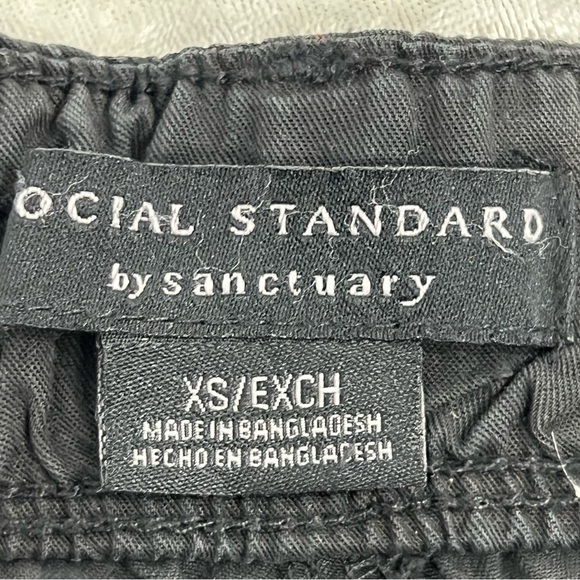 OCIAL STANDARD
by sanctuary
XS/EXCH
MADE IN BANGLADESH
HECHO EN BANGLADESH